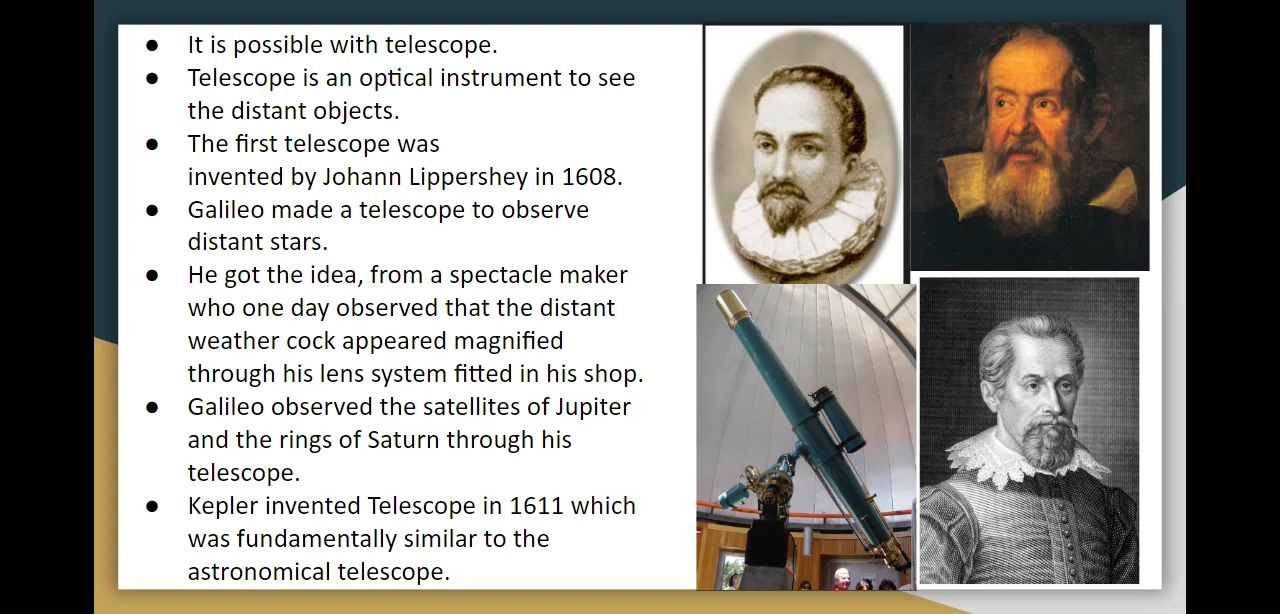 ● It is possible with telescope.
● Telescope is an optical instrument to see
the distant objects.
● The first telescope was
invented by Johann Lippershey in 1608.
● Galileo made a telescope to observe
distant stars.
● He got the idea, from a spectacle maker
who one day observed that the distant
weather cock appeared magnified
through his lens system fitted in his shop.
● Galileo observed the satellites of Jupiter
and the rings of Saturn through his
telescope.
● Kepler invented Telescope in 1611 which
was fundamentally similar to the
astronomical telescope.